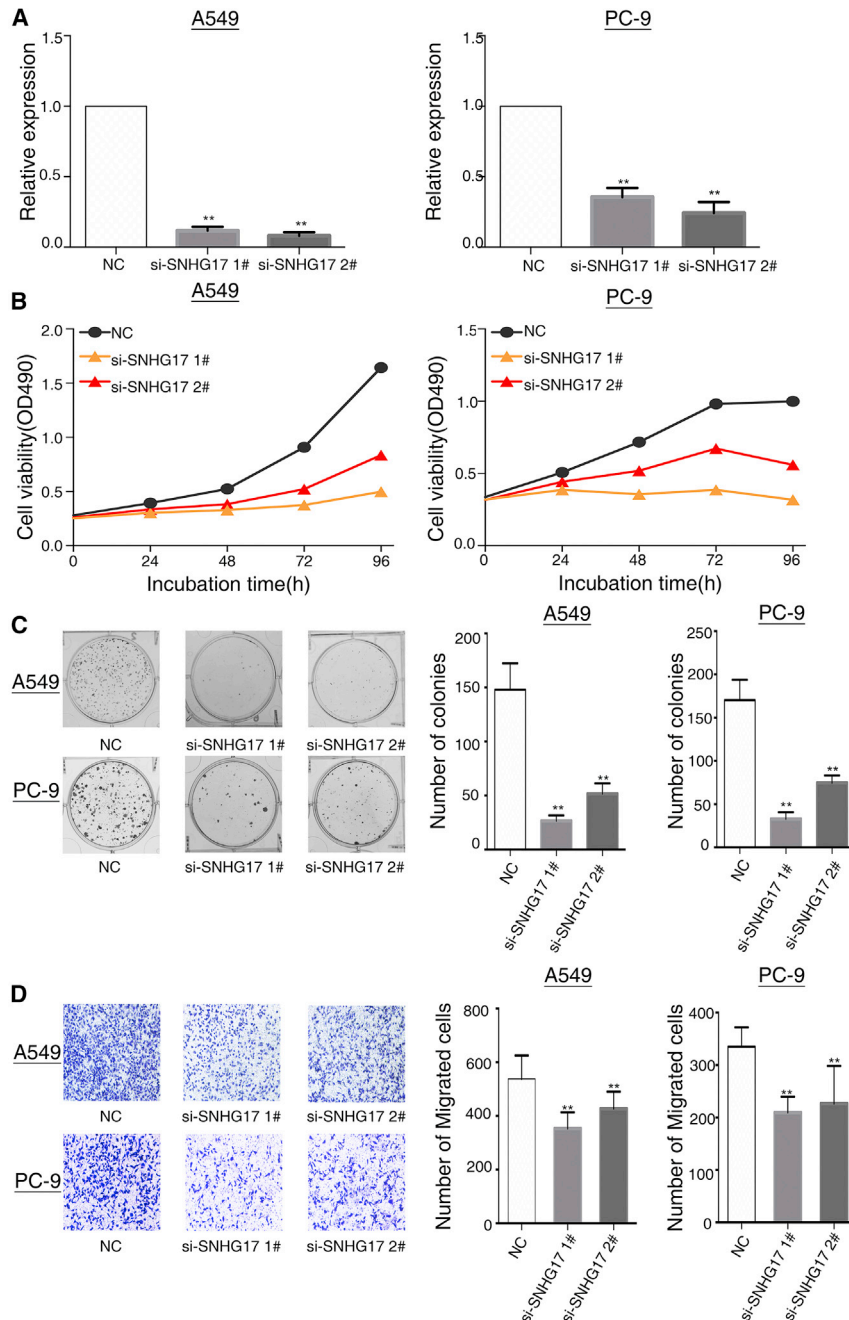 A
A549
PC-9
Relative expression
1.5
1.0
0.5
0.0
NC
si-SNHG17 1#
si-SNHG17 2#
Relative expression
1.5
1.0
0.5
0.0
NC
si-SNHG17 1#
si-SNHG17 2#
**
**
**
**
B
A549
PC-9
Cell viability(OD490)
2.0
1.5
1.0
0.5
0.0
NC
si-SNHG17 1#
si-SNHG17 2#
0
24
48
72
96
Incubation time(h)
Cell viability(OD490)
1.5
1.0
0.5
0.0
NC
si-SNHG17 1#
si-SNHG17 2#
0
24
48
72
96
Incubation time(h)
C
A549
NC
si-SNHG17 1#
si-SNHG17 2#
PC-9
NC
si-SNHG17 1#
si-SNHG17 2#
A549
Number of colonies
200
150
100
50
0
**
**
NC
si-SNHG17 1#
si-SNHG17 2#
PC-9
Number of colonies
250
200
150
100
50
0
**
**
NC
si-SNHG17 1#
si-SNHG17 2#
D
A549
NC
si-SNHG17 1#
si-SNHG17 2#
PC-9
NC
si-SNHG17 1#
si-SNHG17 2#
A549
Number of Migrated cells
800
600
400
200
0
**
**
NC
si-SNHG17 1#
si-SNHG17 2#
PC-9
Number of Migrated cells
400
300
200
100
0
**
**
NC
si-SNHG17 1#
si-SNHG17 2#